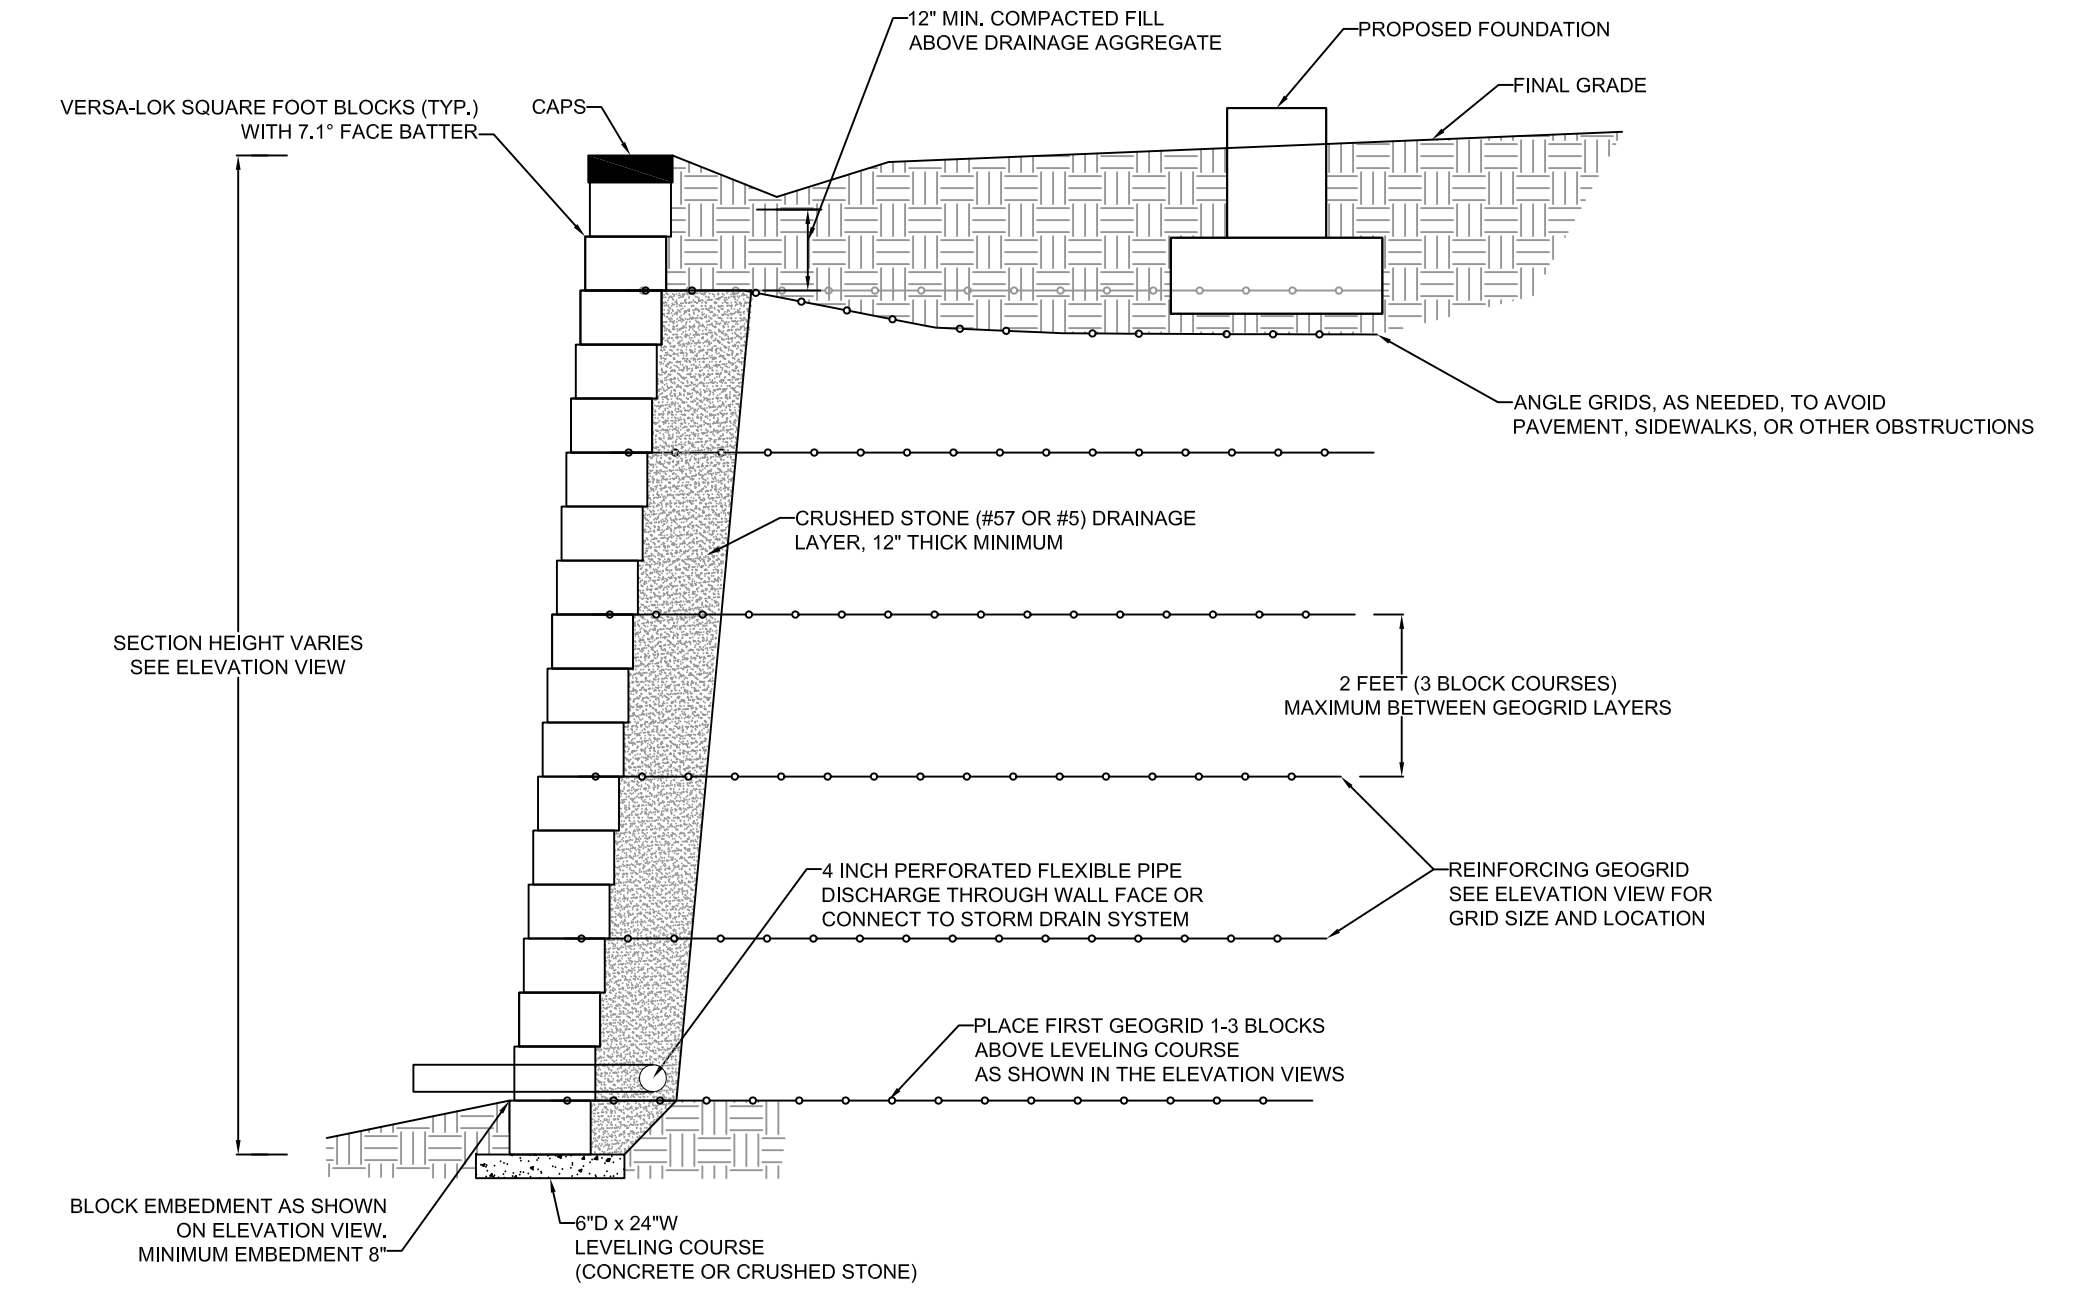 12" MIN. COMPACTED FILL
ABOVE DRAINAGE AGGREGATE
PROPOSED FOUNDATION
FINAL GRADE
VERSA-LOK SQUARE FOOT BLOCKS (TYP.)
WITH 7.1° FACE BATTER
CAPS
ANGLE GRIDS, AS NEEDED, TO AVOID
PAVEMENT, SIDEWALKS, OR OTHER OBSTRUCTIONS
CRUSHED STONE (#57 OR #5) DRAINAGE
LAYER, 12" THICK MINIMUM
SECTION HEIGHT VARIES
SEE ELEVATION VIEW
2 FEET (3 BLOCK COURSES)
MAXIMUM BETWEEN GEOGRID LAYERS
4 INCH PERFORATED FLEXIBLE PIPE
DISCHARGE THROUGH WALL FACE OR
CONNECT TO STORM DRAIN SYSTEM
REINFORCING GEOGRID
SEE ELEVATION VIEW FOR
GRID SIZE AND LOCATION
PLACE FIRST GEOGRID 1-3 BLOCKS
ABOVE LEVELING COURSE
AS SHOWN IN THE ELEVATION VIEWS
BLOCK EMBEDMENT AS SHOWN
ON ELEVATION VIEW.
MINIMUM EMBEDMENT 8"
6"D x 24"W
LEVELING COURSE
(CONCRETE OR CRUSHED STONE)